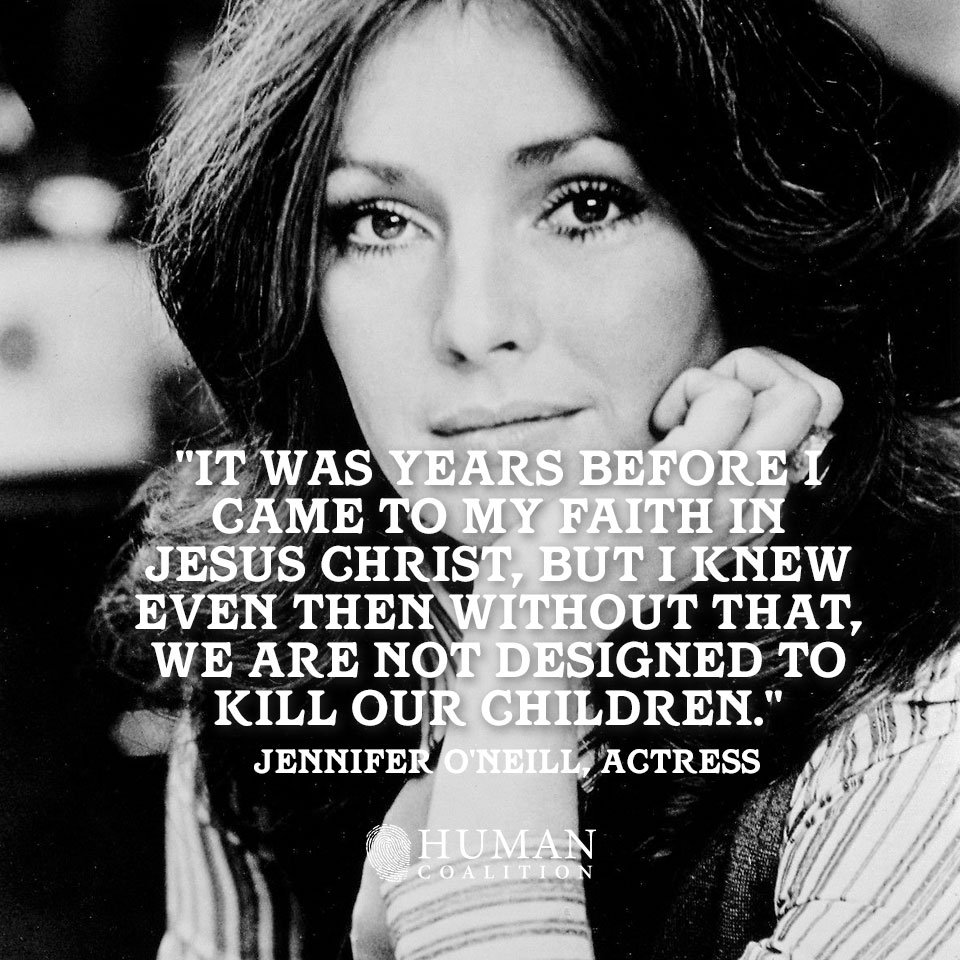 "IT WAS YEARS BEFORE I
CAME TO MY FAITH IN
JESUS CHRIST, BUT I KNEW
EVEN THEN WITHOUT THAT,
WE ARE NOT DESIGNED TO
KILL OUR CHILDREN."
JENNIFER O'NEILL, ACTRESS
HUMAN
COALITION